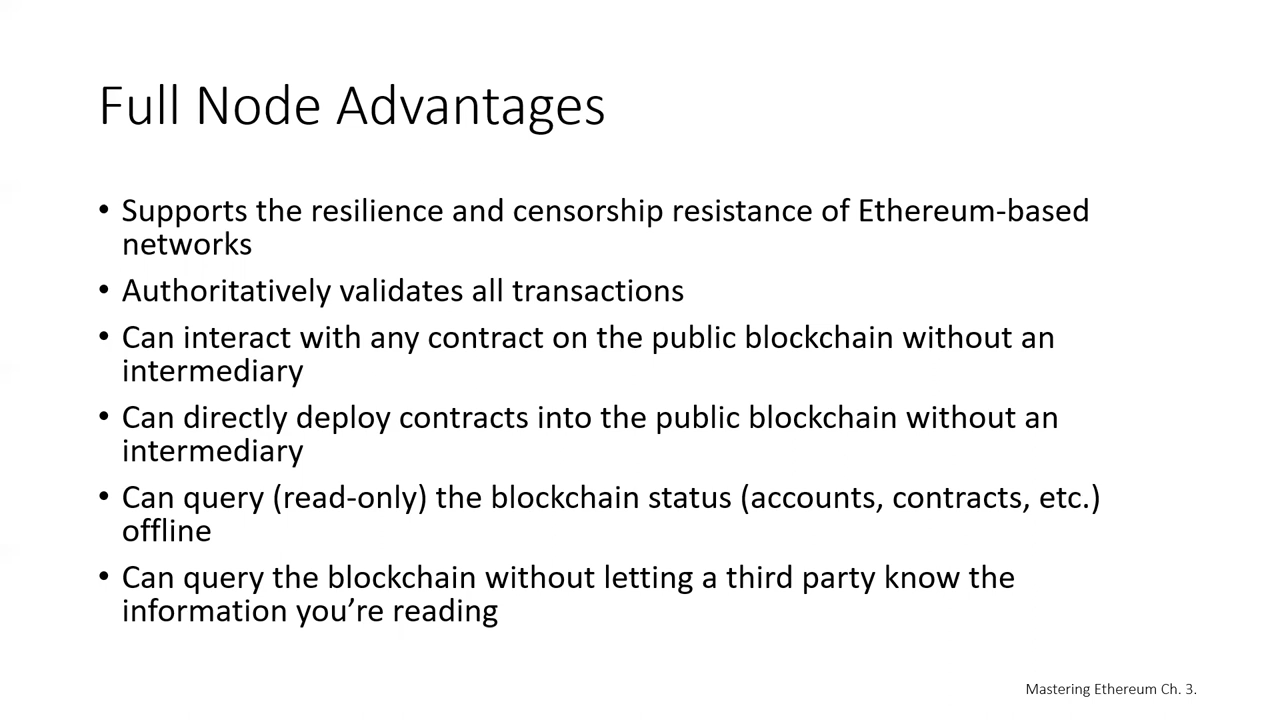 Full Node Advantages
• Supports the resilience and censorship resistance of Ethereum-based
networks
• Authoritatively validates all transactions
• Can interact with any contract on the public blockchain without an
intermediary
• Can directly deploy contracts into the public blockchain without an
intermediary
• Can query (read-only) the blockchain status (accounts, contracts, etc.)
offline
• Can query the blockchain without letting a third party know the
information you’re reading
Mastering Ethereum Ch. 3.